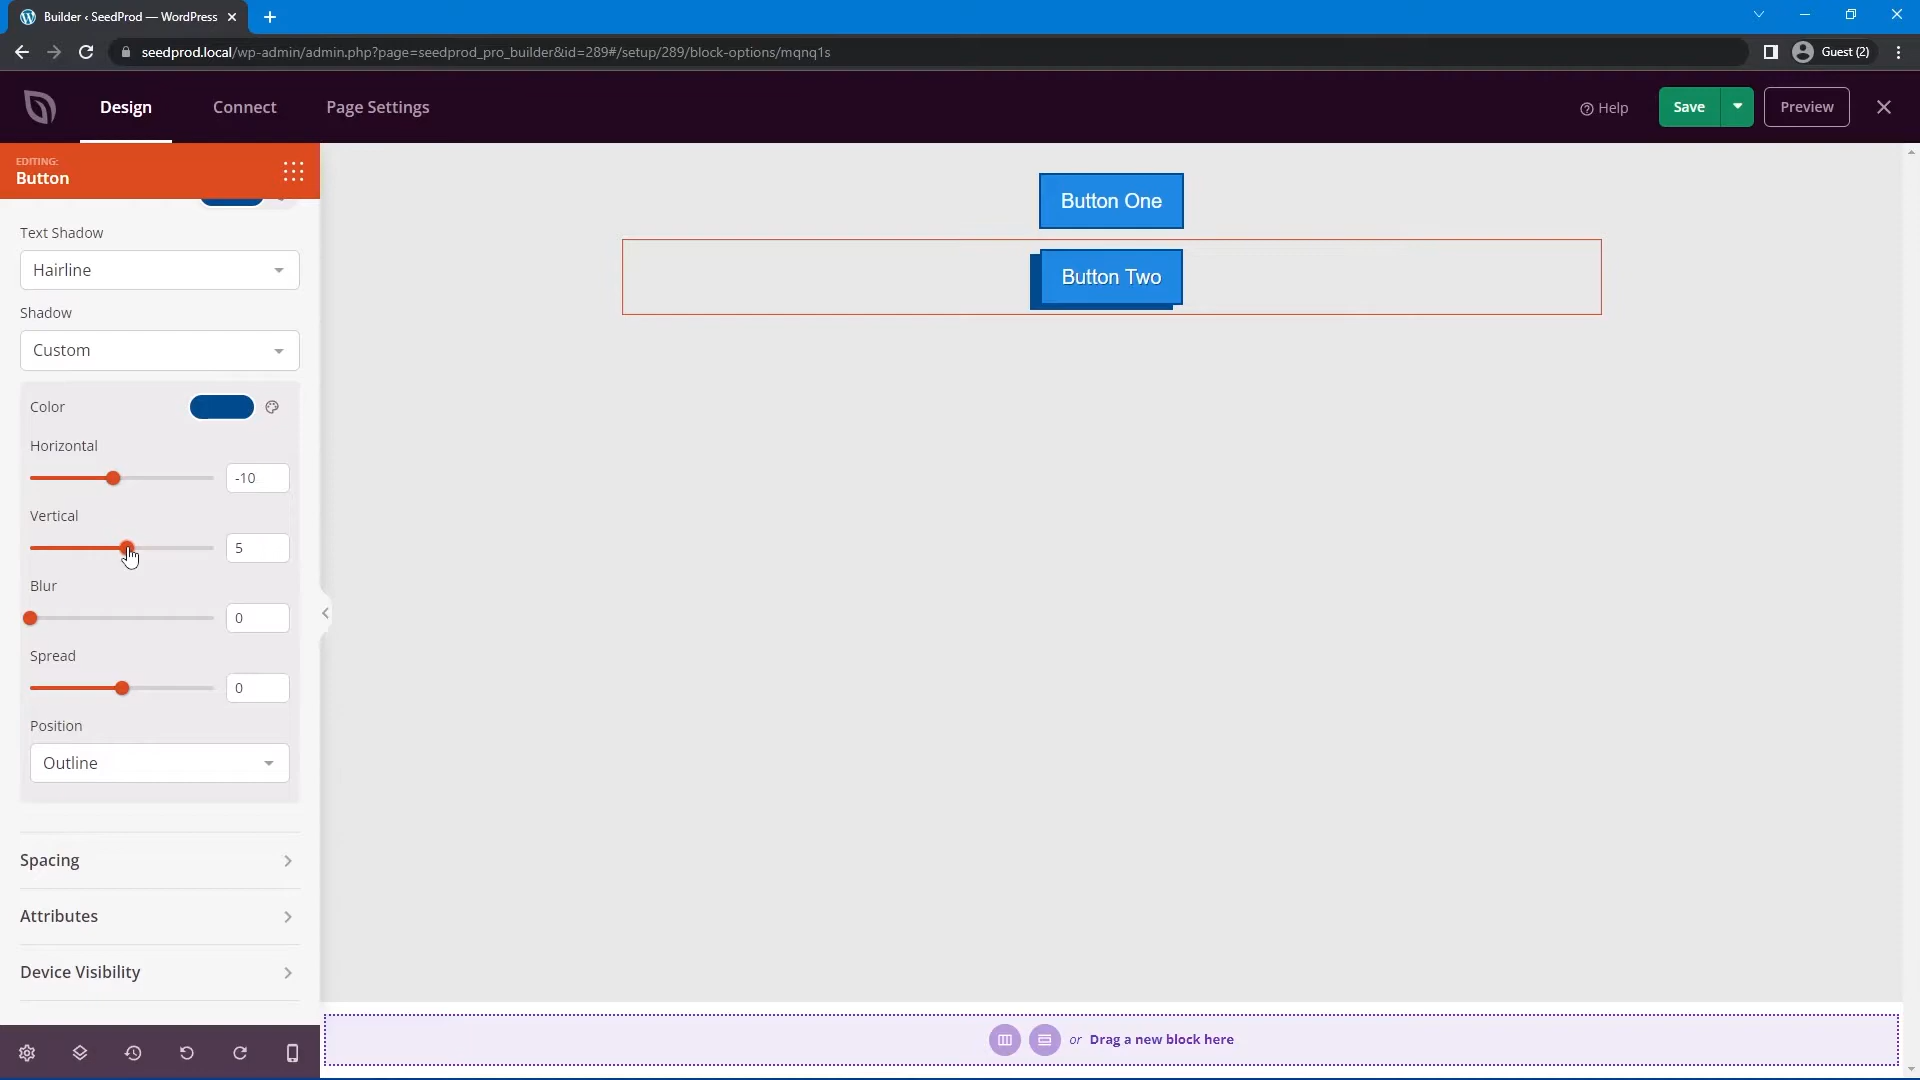 Builder ‹ SeedProd — WordPress
seedprod.local/wp-admin/admin.php?page=seedprod_pro_builder&id=289#/setup/289/block-options/mqnq1s
Guest (2)
Design
Connect
Page Settings
Help
Save
Preview
EDITING:
Button
Text Shadow
Hairline
Shadow
Custom
Color
Horizontal
-10
Vertical
5
Blur
0
Spread
0
Position
Outline
Spacing
Attributes
Device Visibility
Button One
Button Two
or Drag a new block here